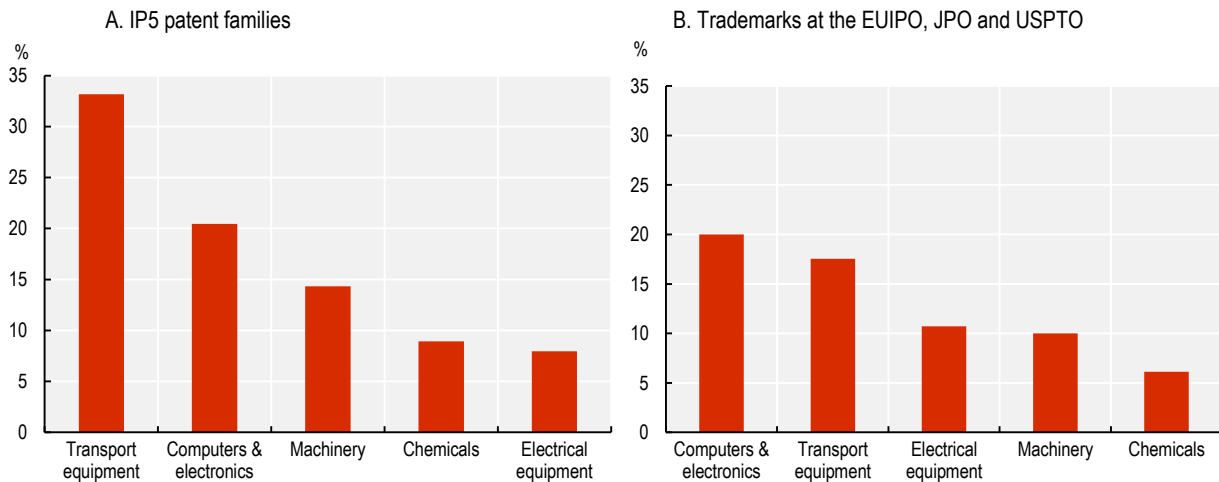 A. IP5 patent families
%
35
30
25
20
15
10
5
0
Transport
equipment
Computers &
electronics
Machinery
Chemicals
Electrical
equipment
B. Trademarks at the EUIPO, JPO and USPTO
%
35
30
25
20
15
10
5
0
Computers &
electronics
Transport
equipment
Electrical
equipment
Machinery
Chemicals